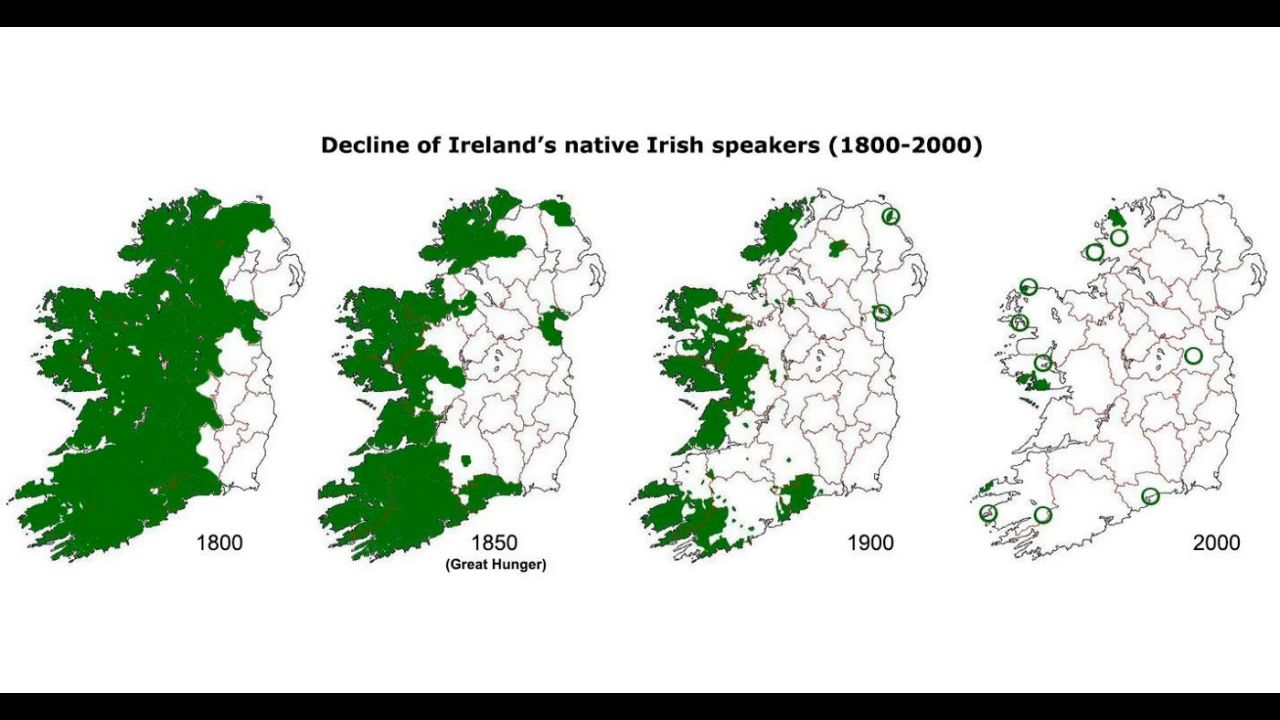 Decline of Ireland’s native Irish speakers (1800-2000)
1800
1850
(Great Hunger)
1900
2000